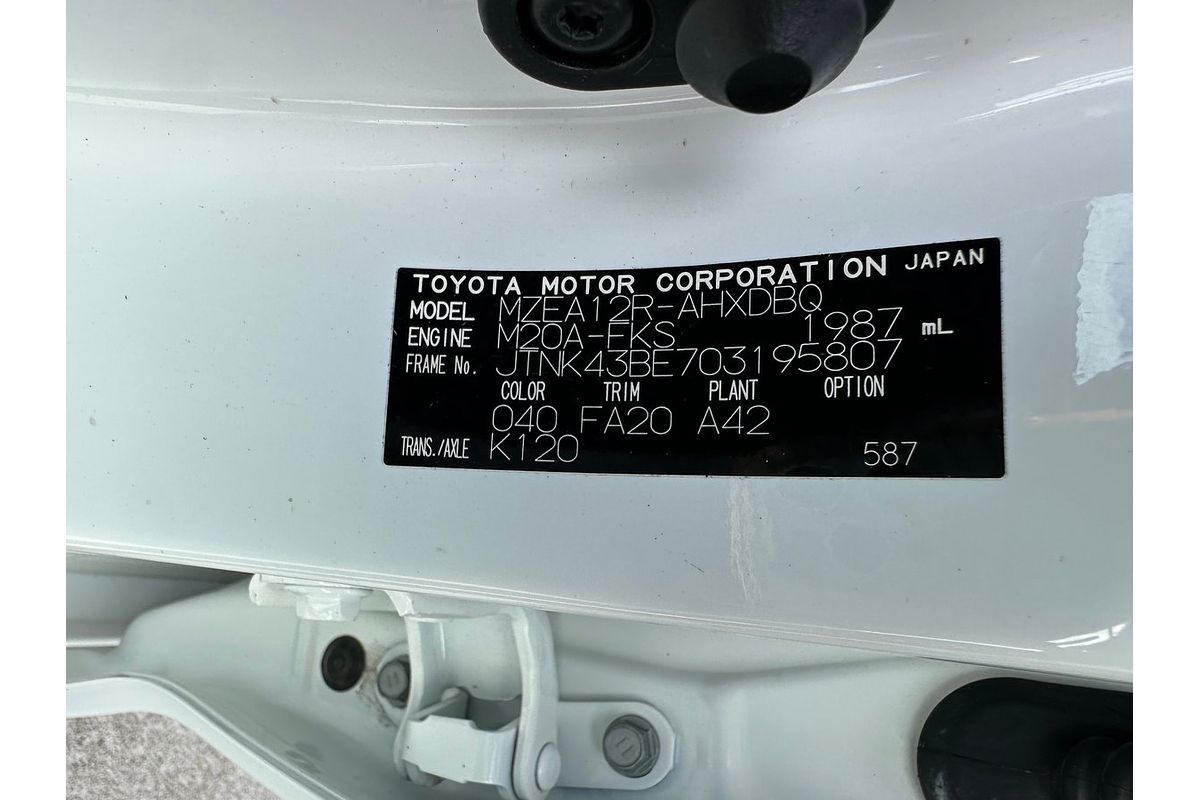 TOYOTA MOTOR CORPORATION JAPAN
MODEL MZEA12R-AHXDBQ
ENGINE M20A-FKS 1987 mL
FRAME No. JTNK43BE703195807
COLOR TRIM PLANT OPTION
040 FA20 A42
TRANS./AXLE K120 587